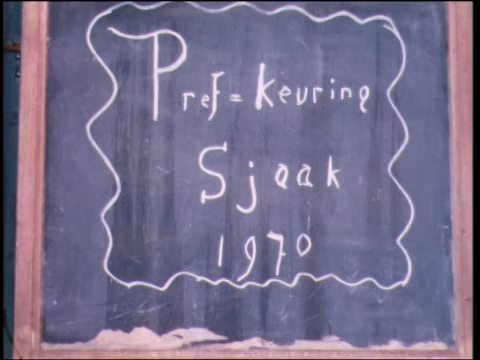 Pref = Keuring
Sjaak
1970